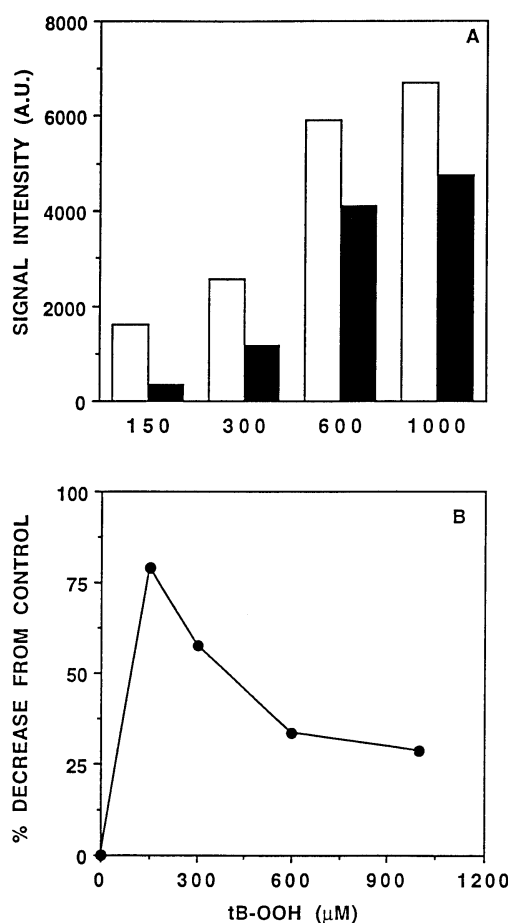 A
SIGNAL INTENSITY (A.U.)
8000
6000
4000
2000
0
150 300 600 1000
B
% DECREASE FROM CONTROL
100
75
50
25
0
0 300 600 900 1200
tB-OOH (μM)